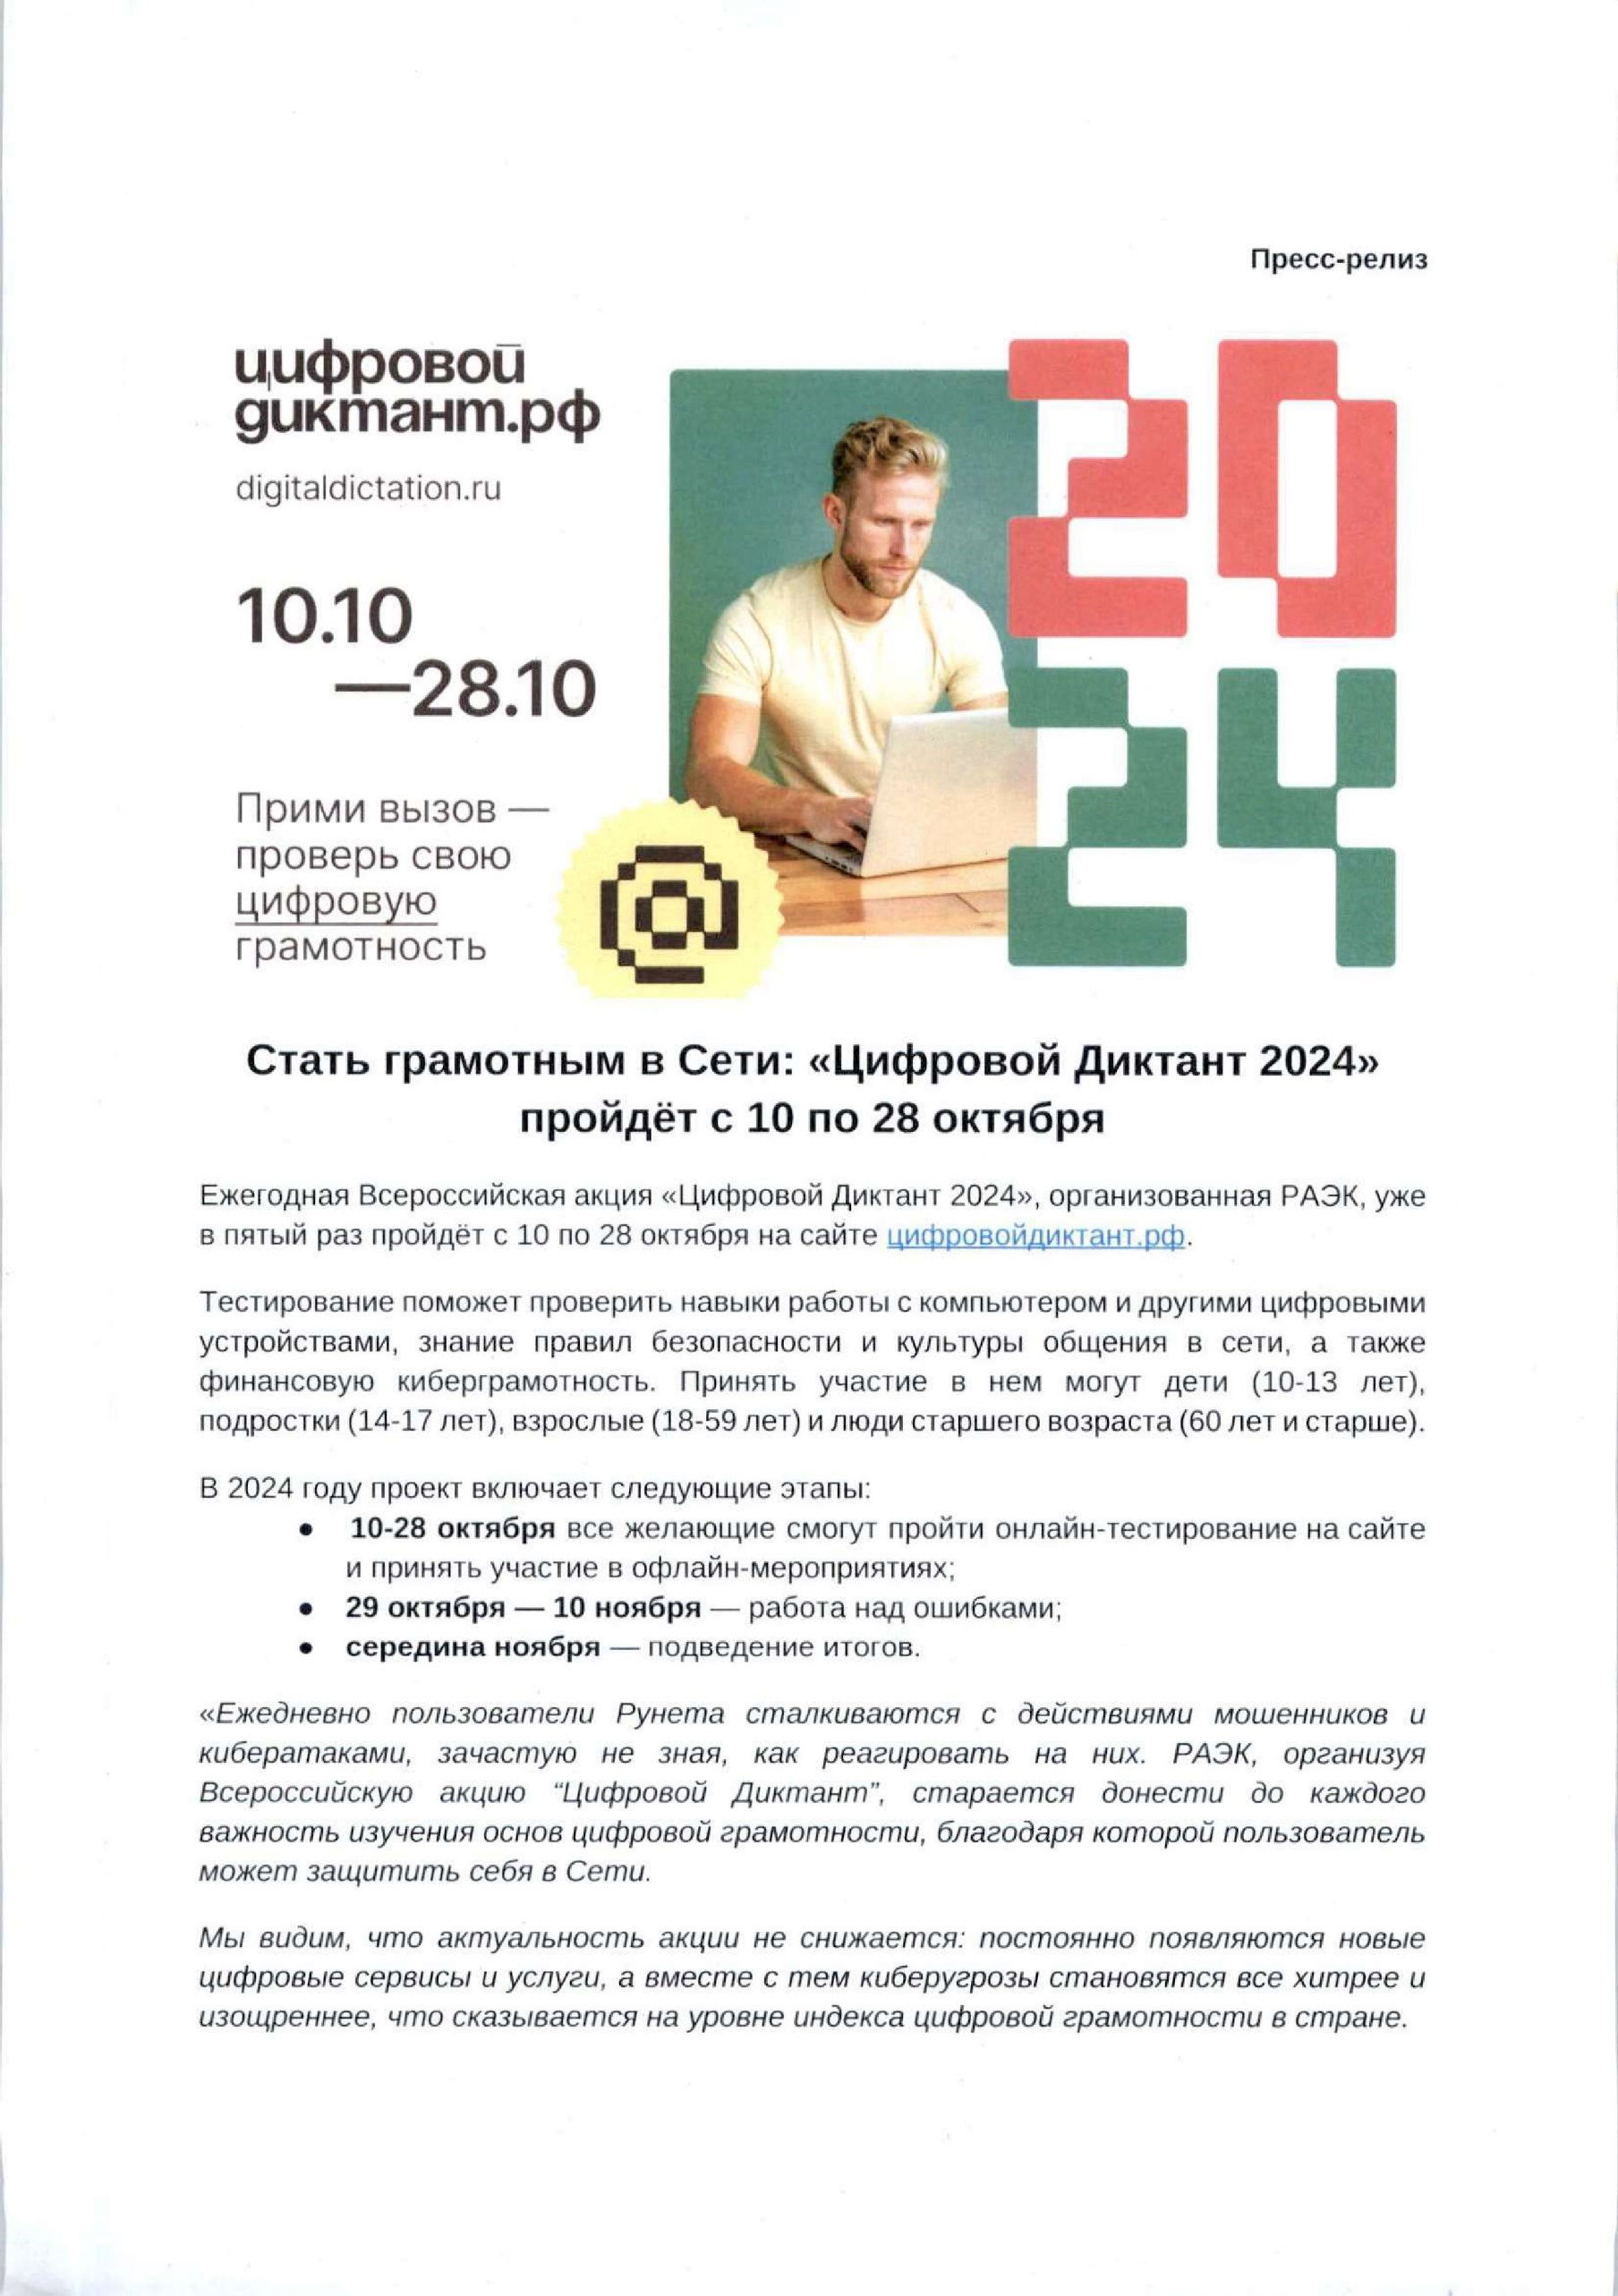 Пресс-релиз
цифровой
диктант.рф
digitaldictation.ru
10.10
—28.10
Прими вызов —
проверь свою
цифровую
грамотность
@
20
24
Стать грамотным в Сети: «Цифровой Диктант 2024»
пройдёт с 10 по 28 октября
Ежегодная Всероссийская акция «Цифровой Диктант 2024», организованная РАЭК, уже
в пятый раз пройдёт с 10 по 28 октября на сайте цифровойдиктант.рф.
Тестирование поможет проверить навыки работы с компьютером и другими цифровыми
устройствами, знание правил безопасности и культуры общения в сети, а также
финансовую киберграмотность. Принять участие в нем могут дети (10-13 лет),
подростки (14-17 лет), взрослые (18-59 лет) и люди старшего возраста (60 лет и старше).
В 2024 году проект включает следующие этапы:
● 10-28 октября все желающие смогут пройти онлайн-тестирование на сайте
и принять участие в офлайн-мероприятиях;
● 29 октября — 10 ноября — работа над ошибками;
● середина ноября — подведение итогов.
«Ежедневно пользователи Рунета сталкиваются с действиями мошенников и
кибератаками, зачастую не зная, как реагировать на них. РАЭК, организуя
Всероссийскую акцию “Цифровой Диктант”, старается донести до каждого
важность изучения основ цифровой грамотности, благодаря которой пользователь
может защитить себя в Сети.
Мы видим, что актуальность акции не снижается: постоянно появляются новые
цифровые сервисы и услуги, а вместе с тем киберугрозы становятся все хитрее и
изощреннее, что сказывается на уровне индекса цифровой грамотности в стране.